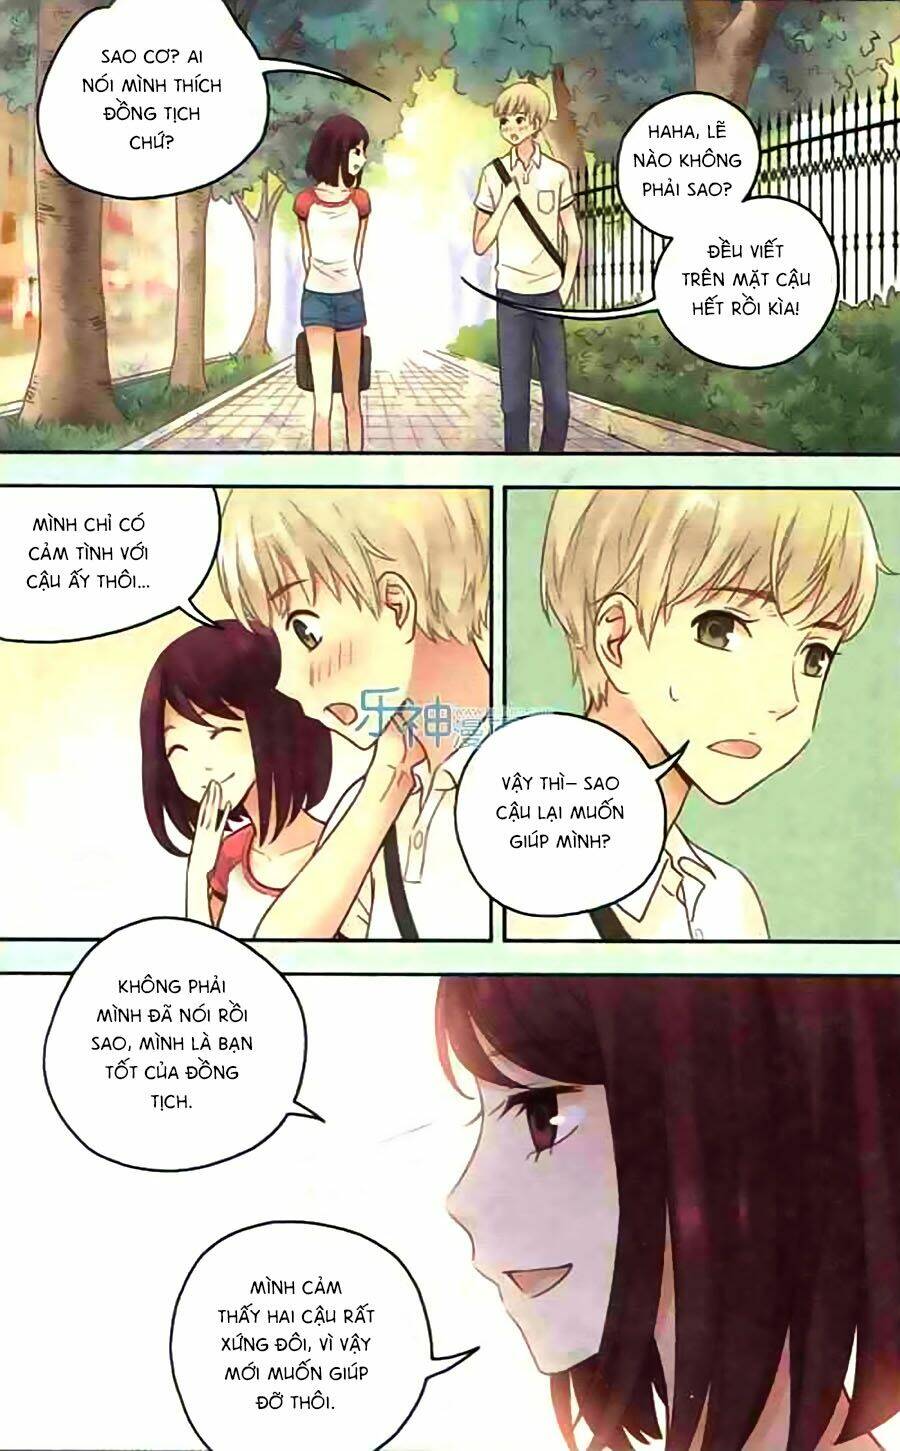 SAO CƠ? AI
NÓI MÌNH THÍCH
ĐỒNG TỊCH
CHỨ?
HAHA, LẼ
NÀO KHÔNG
PHẢI SAO?
ĐỀU VIẾT
TRÊN MẶT CẬU
HẾT RỒI KÌA!
MÌNH CHỈ CÓ
CẢM TÌNH VỚI
CẬU ẤY THÔI...
乐神漫
VẬY THÌ– SAO
CẬU LẠI MUỐN
GIÚP MÌNH?
KHÔNG PHẢI
MÌNH ĐÃ NÓI RỒI
SAO, MÌNH LÀ BẠN
TỐT CỦA ĐỒNG
TỊCH.
MÌNH CẢM
THẤY HAI CẬU RẤT
XỨNG ĐÔI, VÌ VẬY
MỚI MUỐN GIÚP
ĐỠ THÔI.